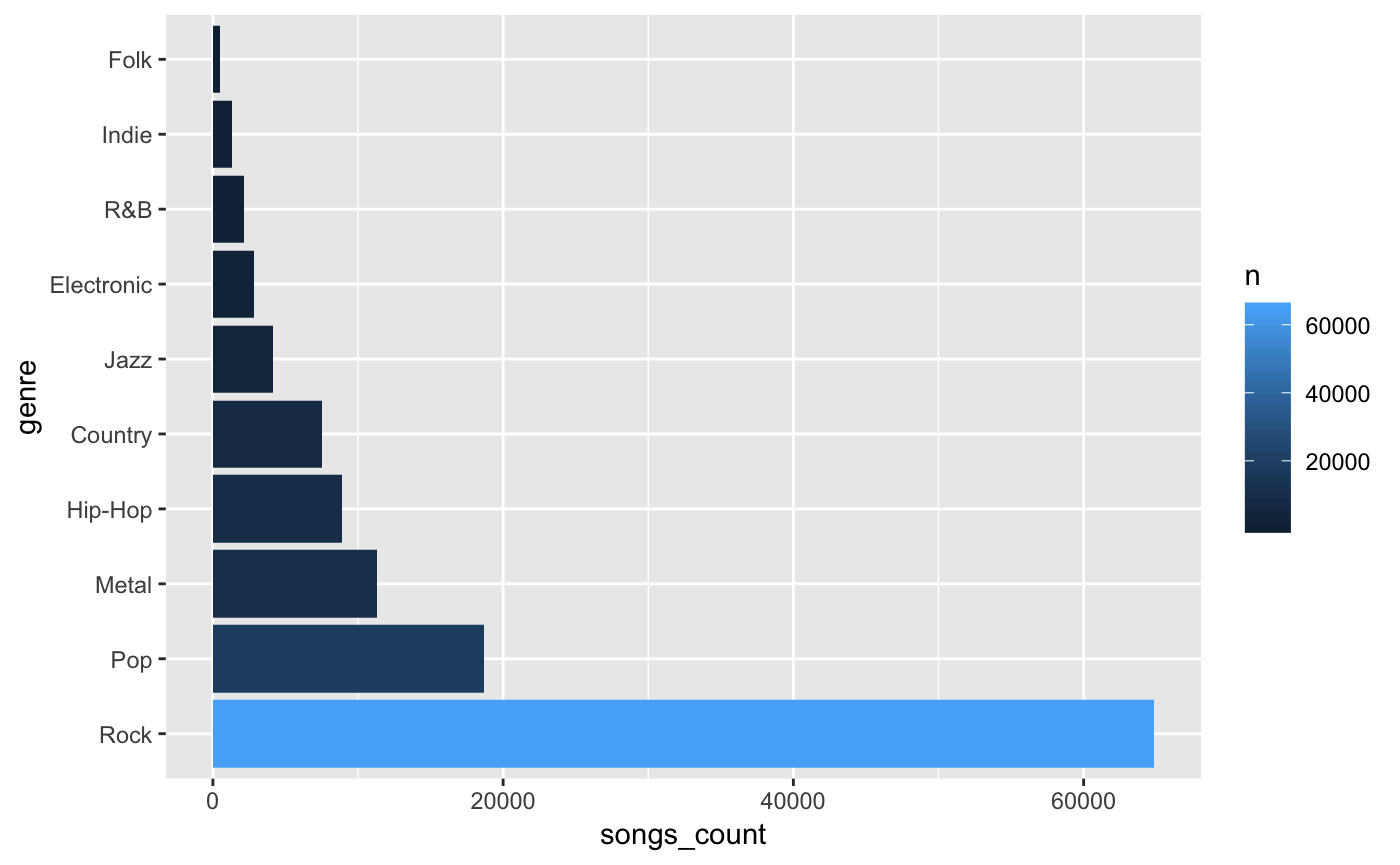 Folk
Indie
R&B
Electronic
Jazz
Country
Hip-Hop
Metal
Pop
Rock
genre
0 20000 40000 60000
songs_count
n
60000
40000
20000